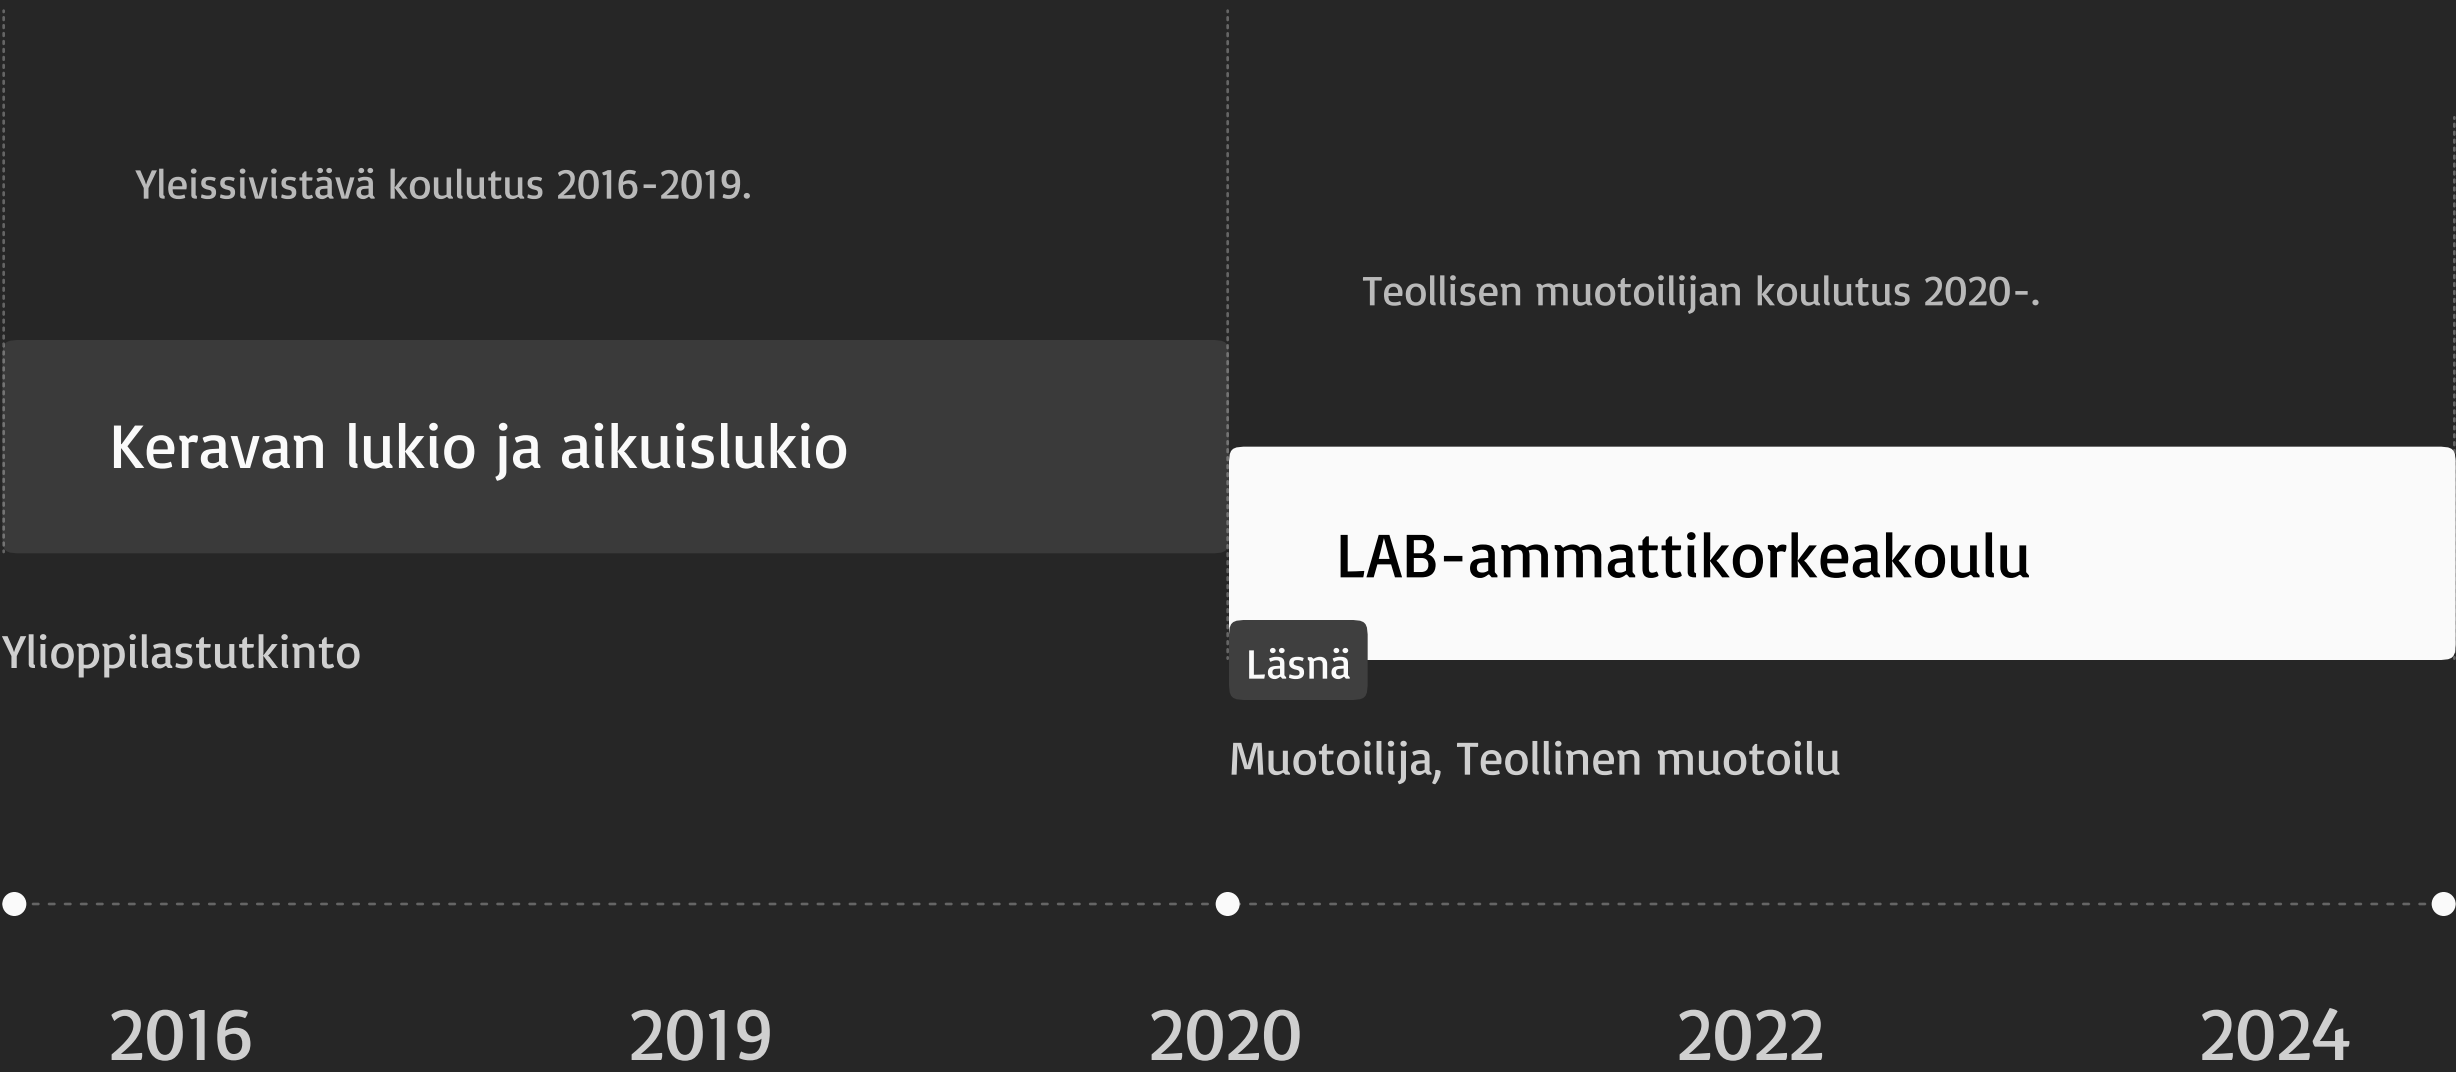 Yleissivistävä koulutus 2016-2019.
Keravan lukio ja aikuislukio
Ylioppilastutkinto
Teollisen muotoilijan koulutus 2020-.
LAB-ammattikorkeakoulu
Läsnä
Muotoilija, Teollinen muotoilu
2016 2019 2020 2022 2024